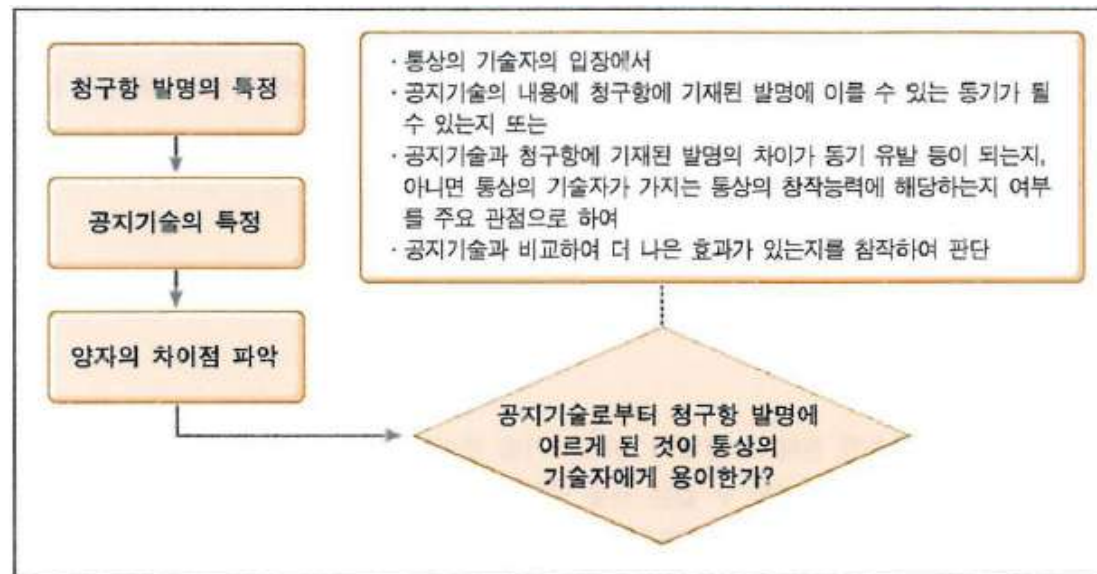 청구항 발명의 특정
공지기술의 특정
양자의 차이점 파악
· 통상의 기술자의 입장에서
· 공지기술의 내용에 청구항에 기재된 발명에 이를 수 있는 동기가 될
수 있는지 또는
· 공지기술과 청구항에 기재된 발명의 차이가 동기 유발 등이 되는지,
아니면 통상의 기술자가 가지는 통상의 창작능력에 해당하는지 여부
를 주요 관점으로 하여
· 공지기술과 비교하여 더 나은 효과가 있는지를 참작하여 판단
공지기술로부터 청구항 발명에
이르게 된 것이 통상의
기술자에게 용이한가?